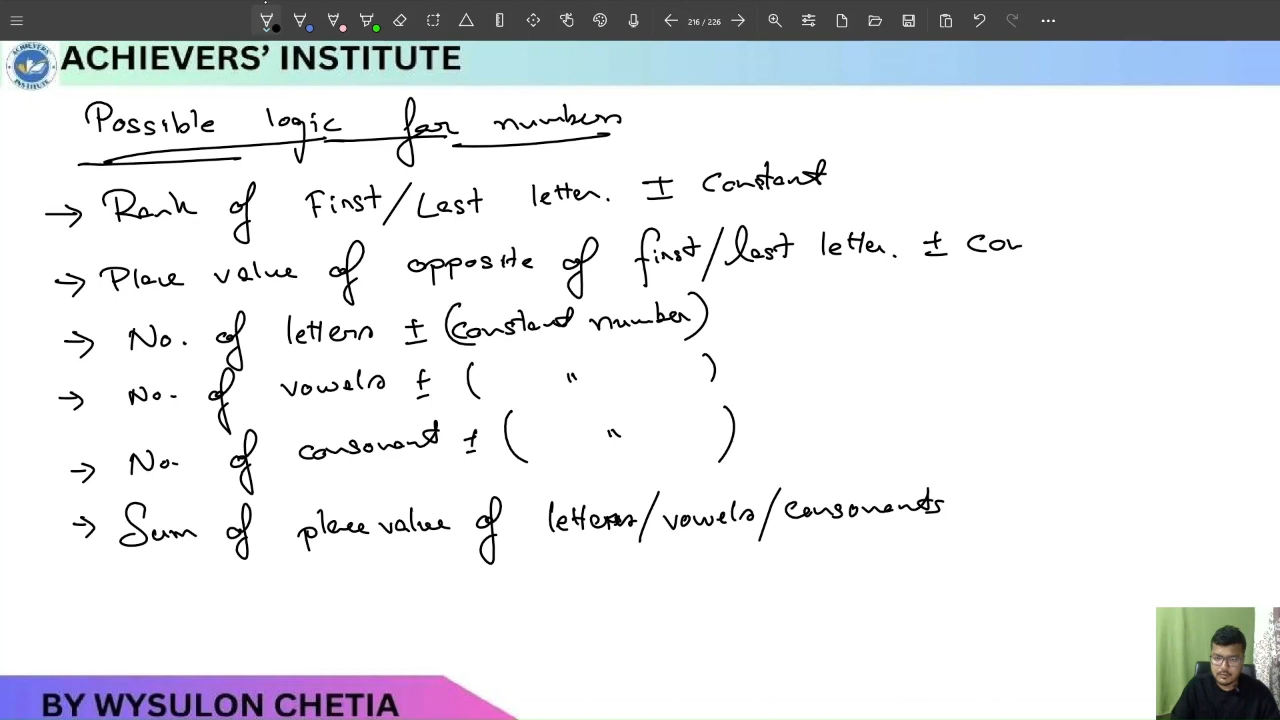 216 / 226
ACHIEVERS' INSTITUTE
Possible logic for numbers
→ Rank of First/Last letter. ± Constant
→ Place value of opposite of first/last letter. ± con
→ No. of letters ± (constant number)
→ No. of vowels ± ( " )
→ No. of consonant ± ( " )
→ Sum of place value of letters/vowels/consonants
BY WYSULON CHETIA